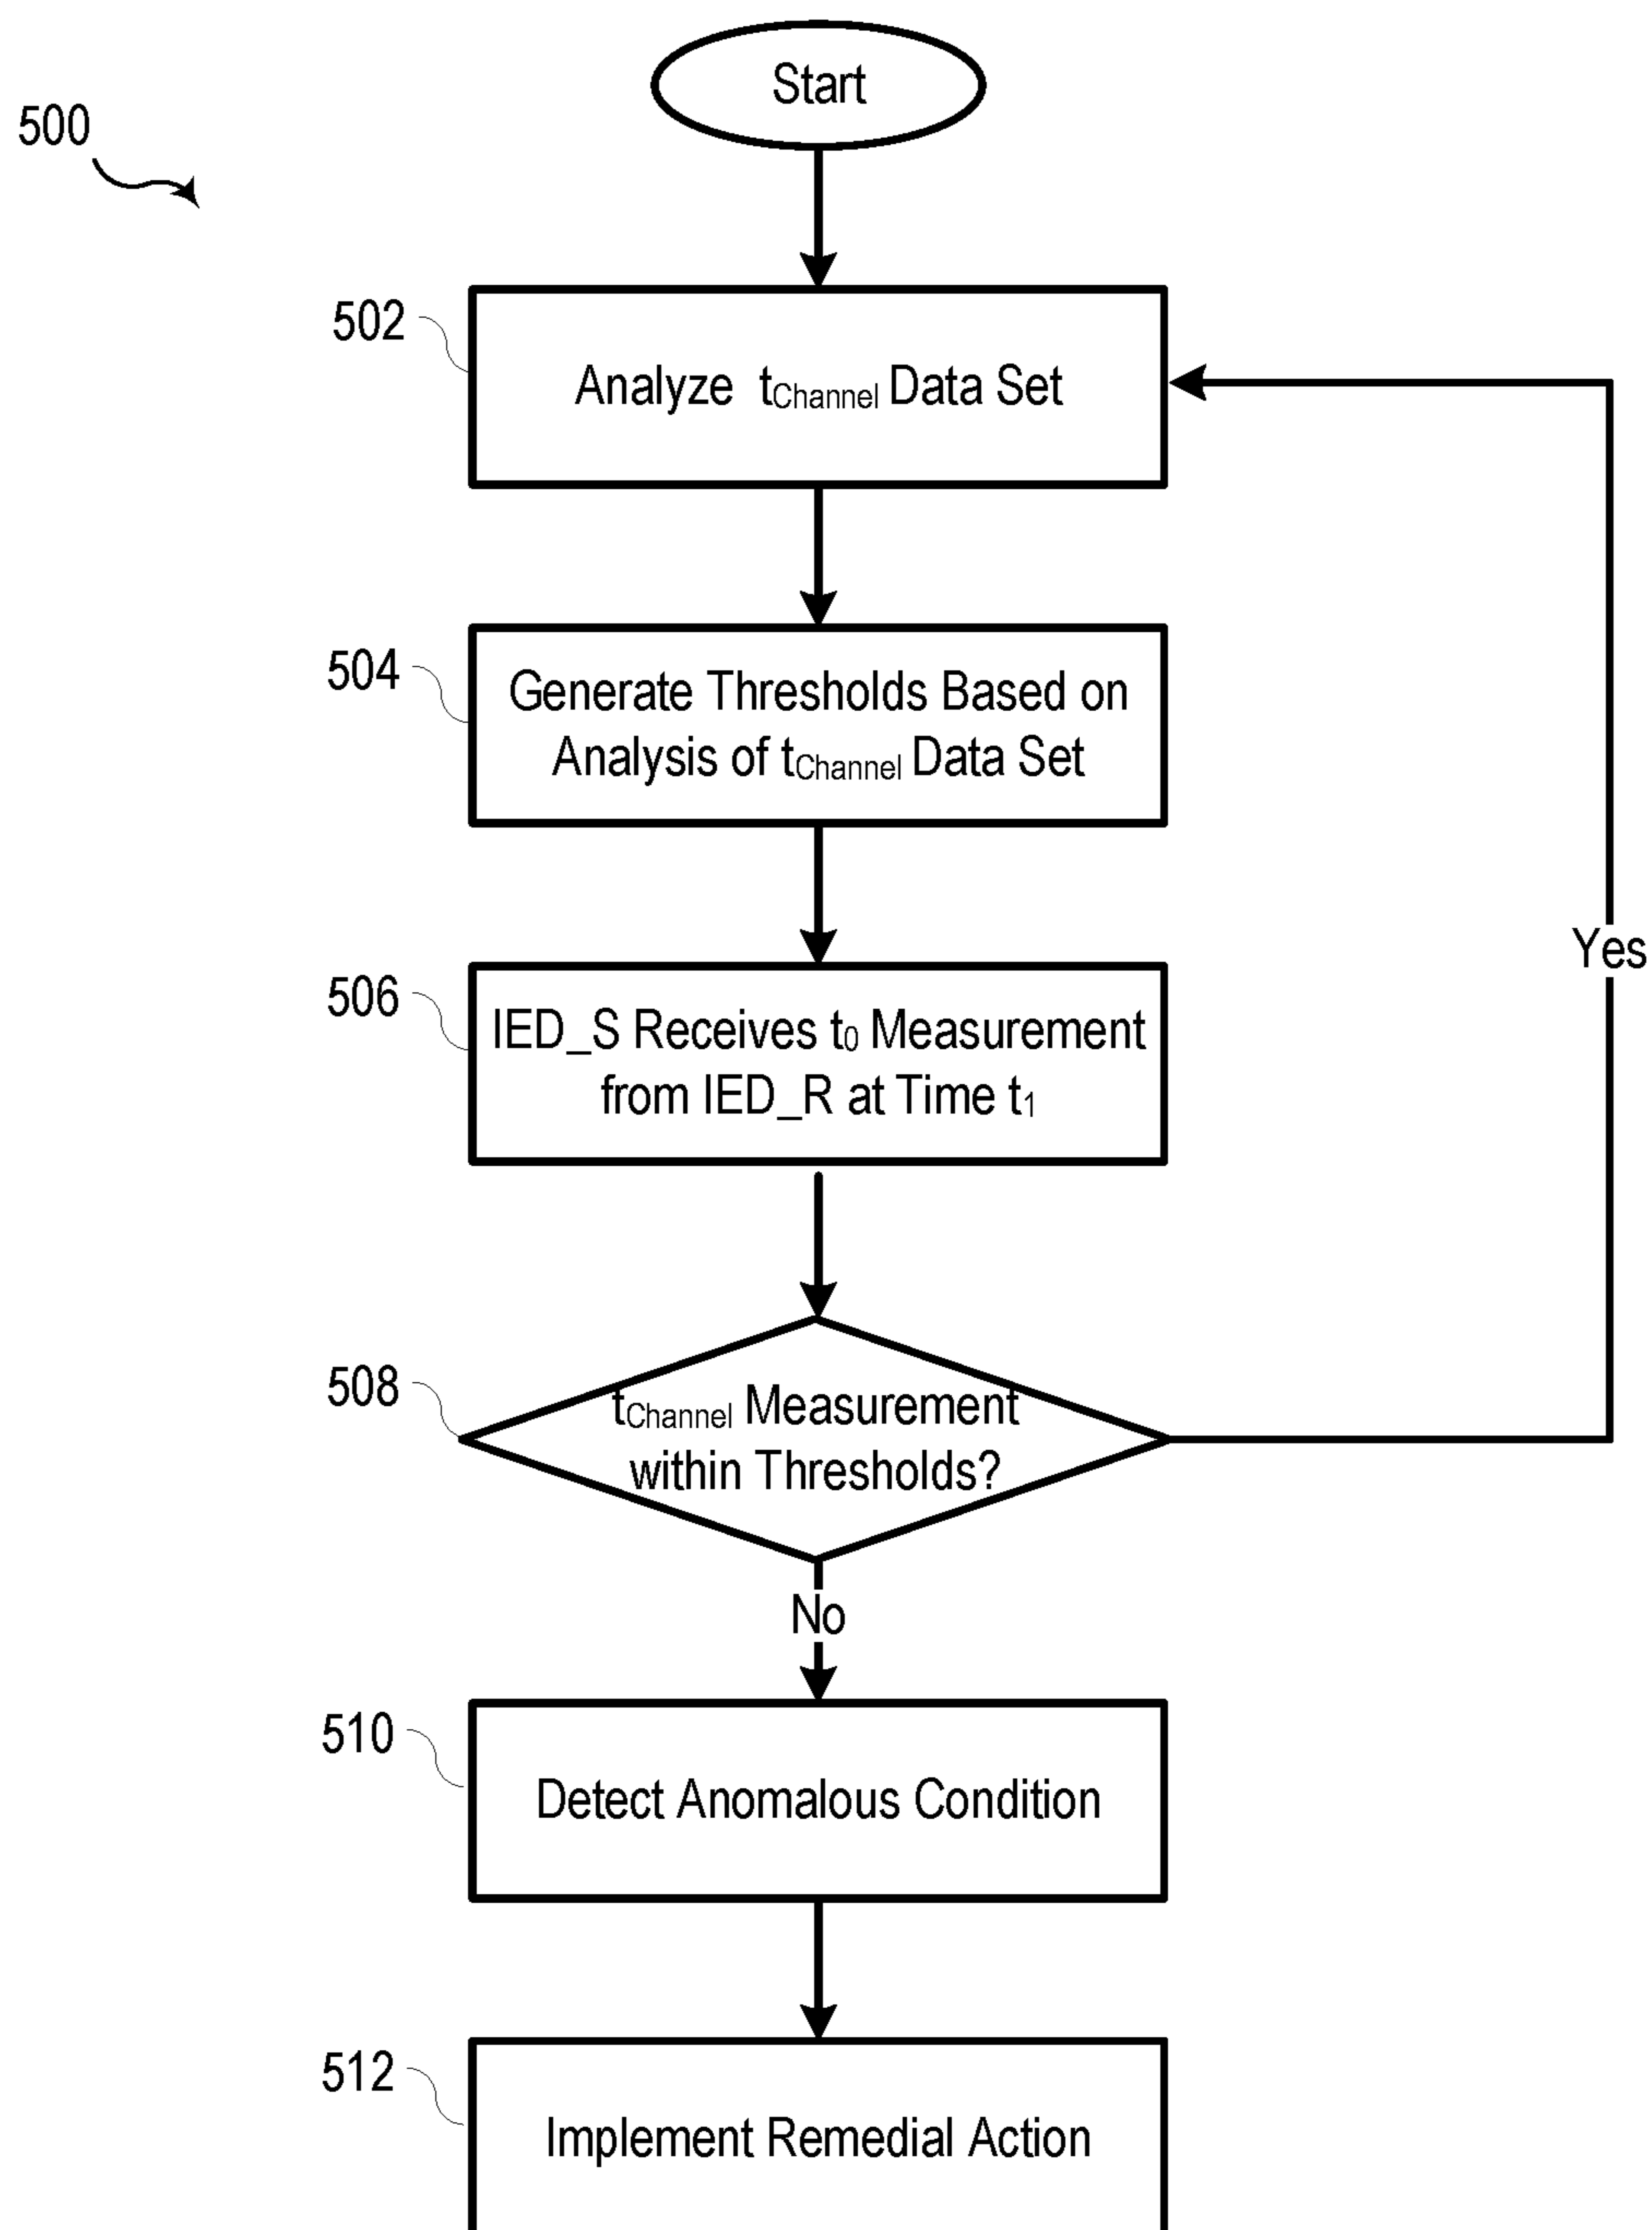 Start
500
502
Analyze tChannel Data Set
504
Generate Thresholds Based on
Analysis of tChannel Data Set
506
IED_S Receives t0 Measurement
from IED_R at Time t1
Yes
508
tChannel Measurement
within Thresholds?
No
510
Detect Anomalous Condition
512
Implement Remedial Action